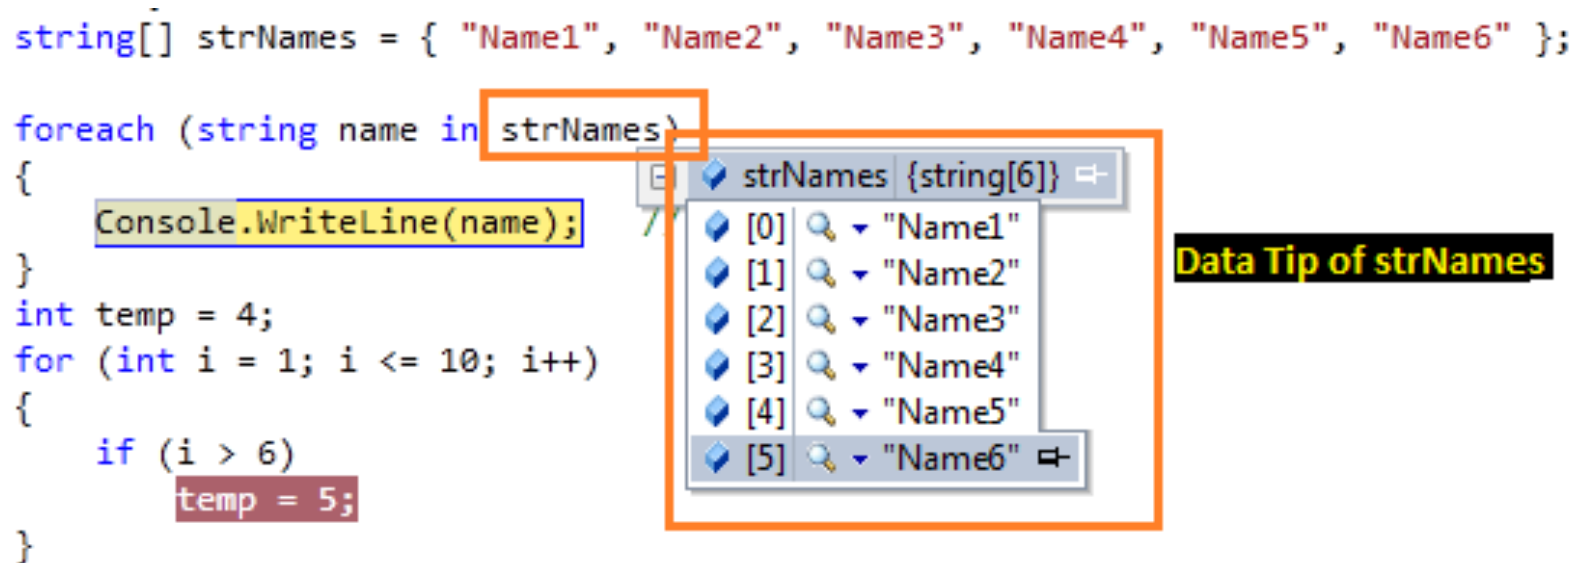 string[] strNames = { "Name1", "Name2", "Name3", "Name4", "Name5", "Name6" };
foreach (string name in strNames)
{
strNames {string[6]}
Console.WriteLine(name); //
[0] "Name1"
[1] "Name2"
[2] "Name3"
[3] "Name4"
[4] "Name5"
[5] "Name6"
Data Tip of strNames
}
int temp = 4;
for (int i = 1; i <= 10; i++)
{
if (i > 6)
temp = 5;
}